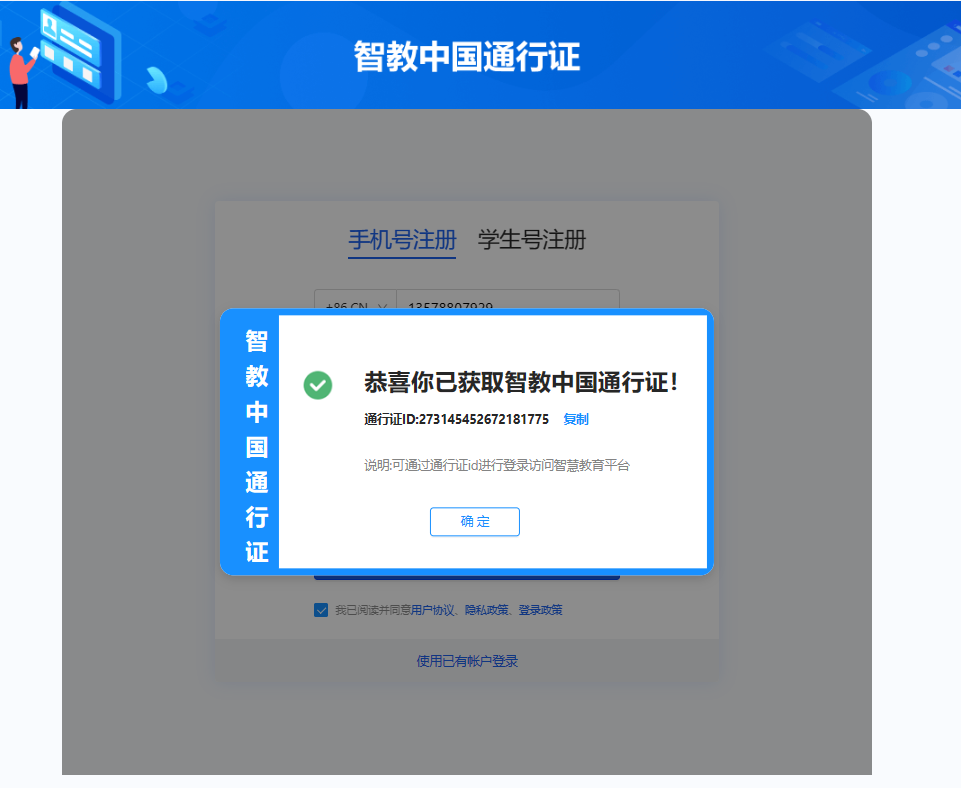 智教中国通行证
手机号注册 学生号注册
+86 CN 13578807929
智教中国通行证
恭喜你已获取智教中国通行证！
通行证ID:273145452672181775 复制
说明:可通过通行证id进行登录访问智慧教育平台
确 定
我已阅读并同意用户协议、隐私政策、登录政策
使用已有帐户登录